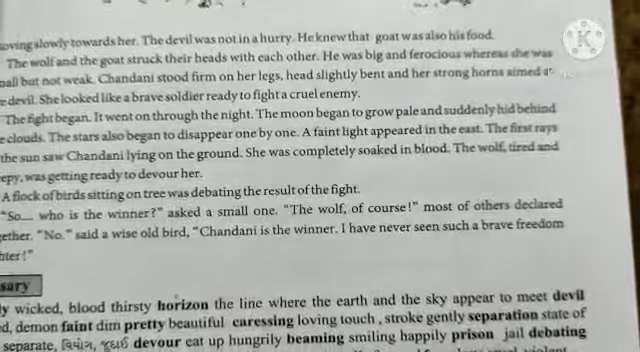 oving slowly towards her. The devil was not in a hurry. He knew that goat was also his food.
The wolf and the goat struck their heads with each other. He was big and ferocious whereas she was
mall but not weak. Chandani stood firm on her legs, head slightly bent and her strong horns aimed at
e devil. She looked like a brave soldier ready to fight a cruel enemy.
The fight began. It went on through the night. The moon began to grow pale and suddenly hid behind
e clouds. The stars also began to disappear one by one. A faint light appeared in the east. The first rays
the sun saw Chandani lying on the ground. She was completely soaked in blood. The wolf, tired and
eepy, was getting ready to devour her.
A flock of birds sitting on tree was debating the result of the fight.
"So... who is the winner?" asked a small one. "The wolf, of course!" most of others declared
gether. "No." said a wise old bird, "Chandani is the winner. I have never seen such a brave freedom
hter!"
sary
ly wicked, blood thirsty horizon the line where the earth and the sky appear to meet devil
d, demon faint dim pretty beautiful caressing loving touch, stroke gently separation state of
separate, વિયોગ, જુદાઈ devour eat up hungrily beaming smiling happily prison jail debating
K